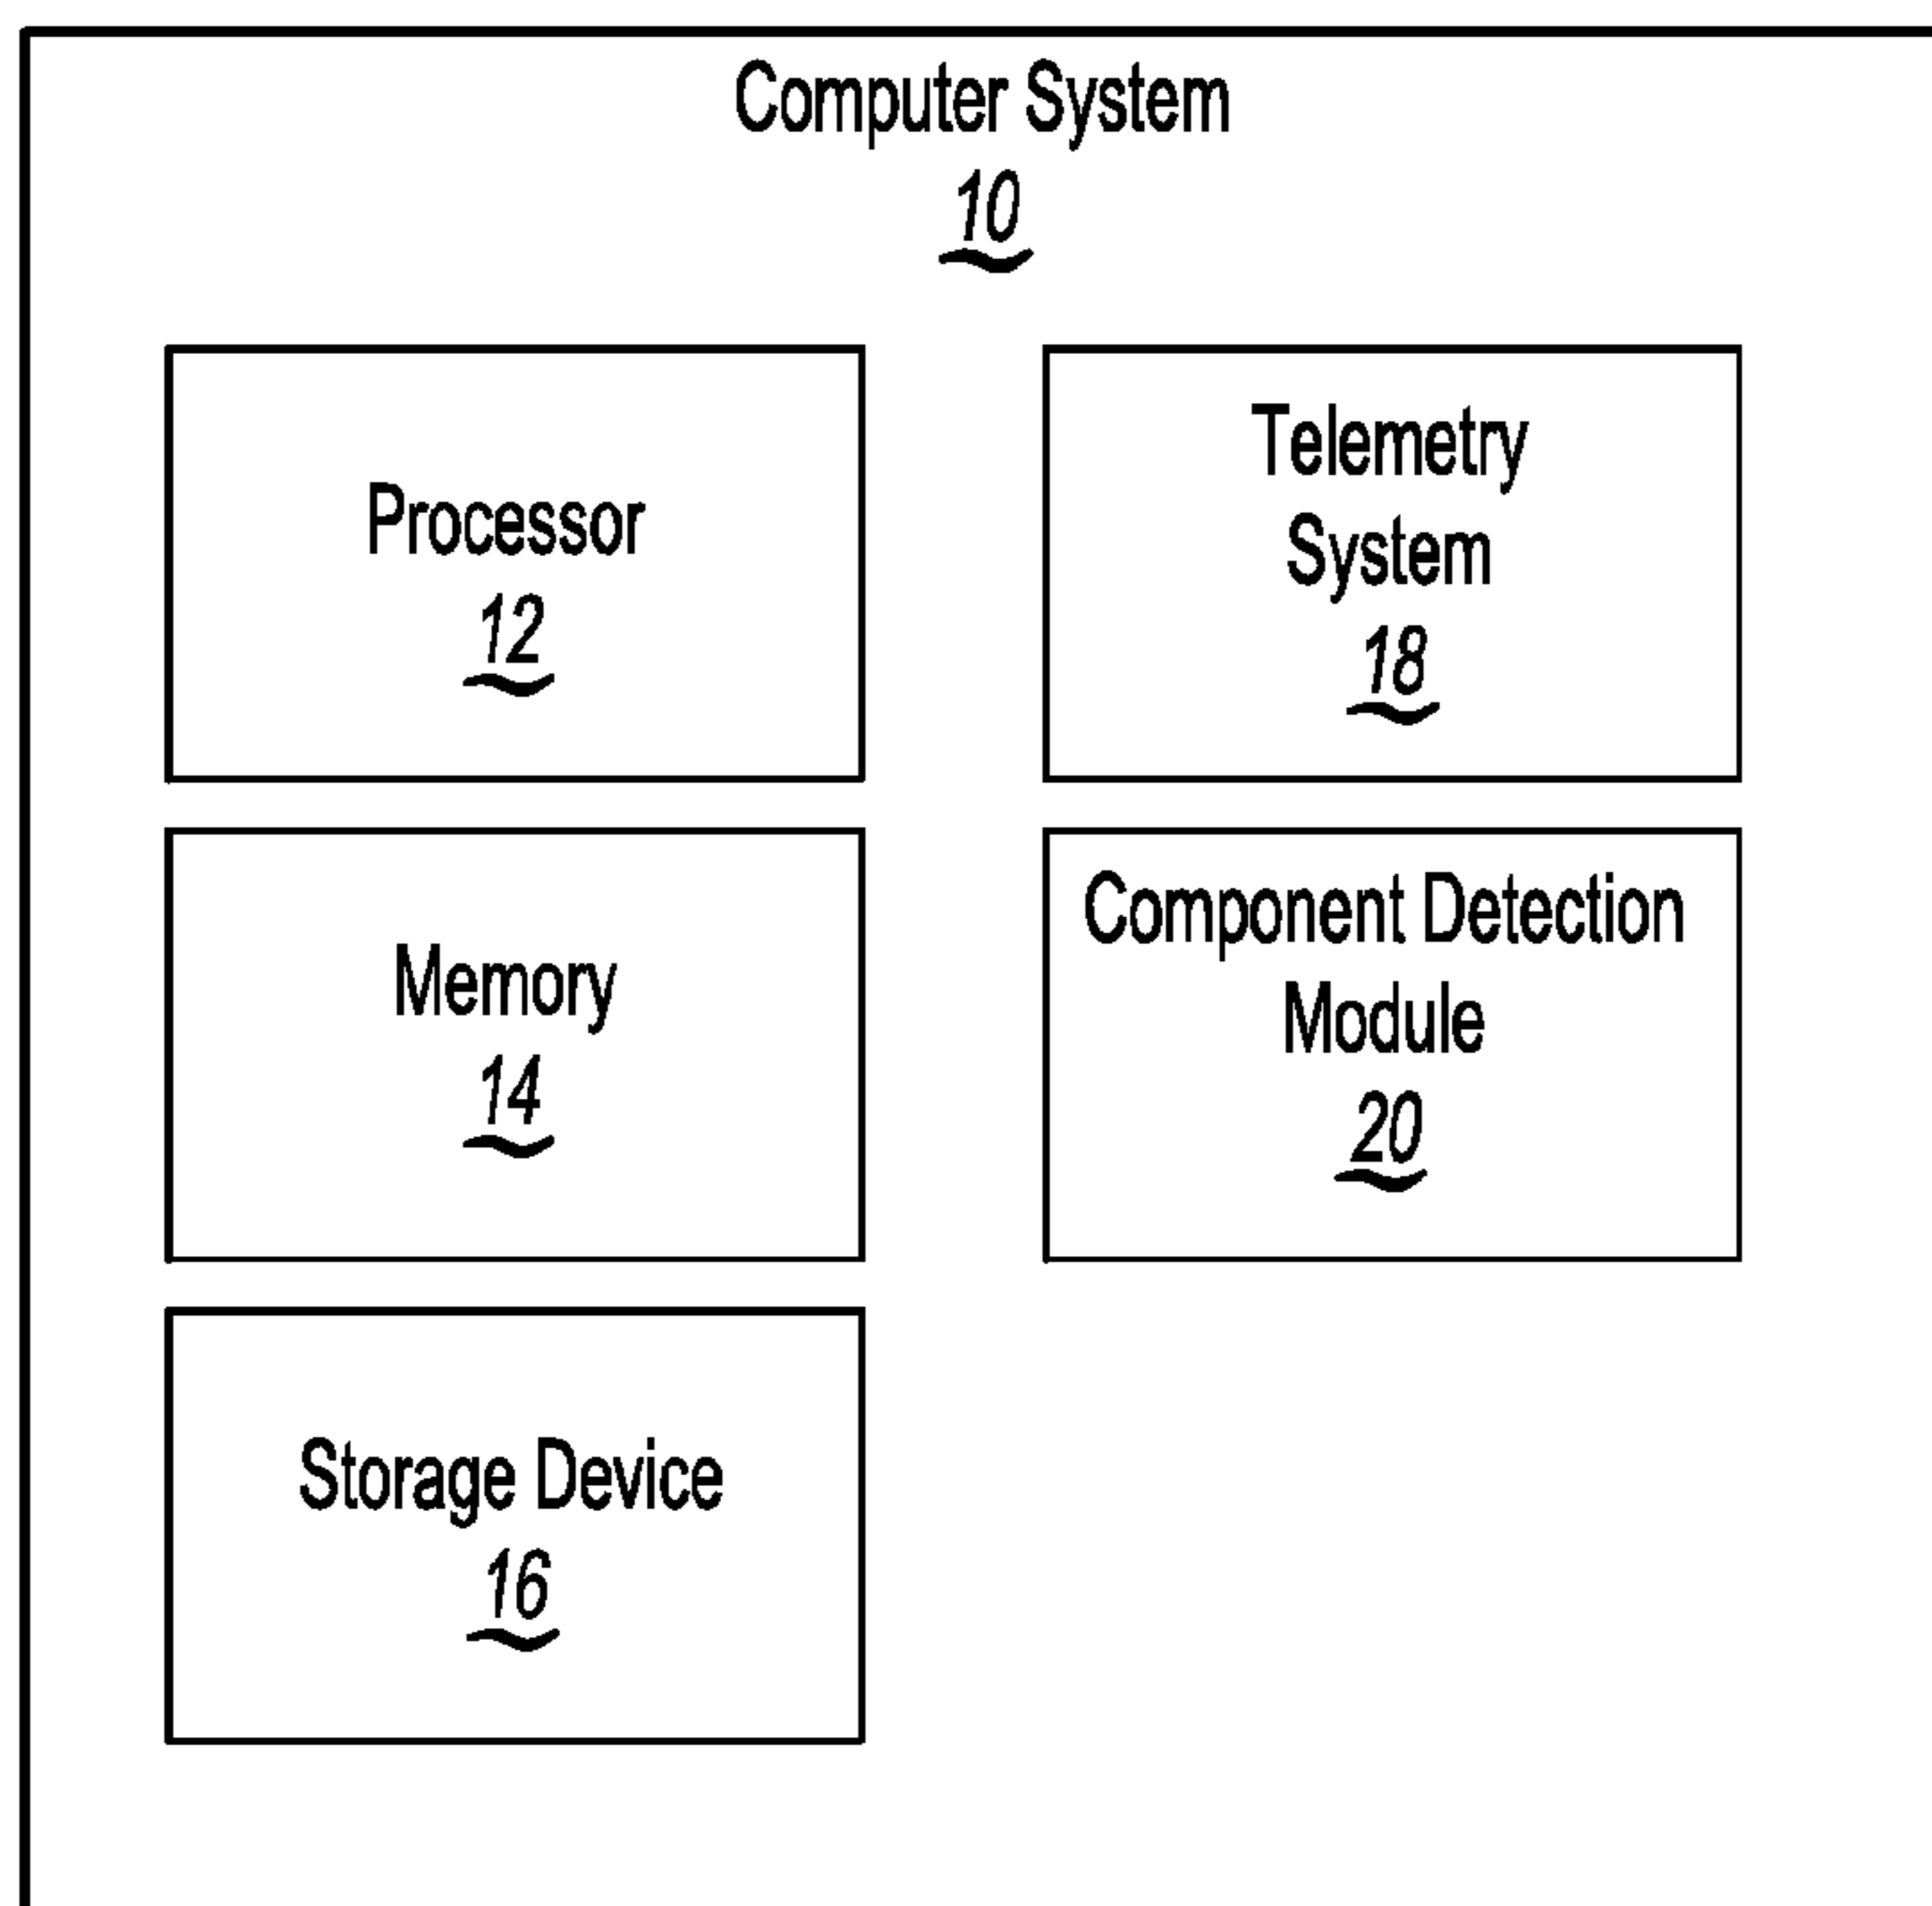 Computer System
10
Processor
12
Telemetry
System
18
Memory
14
Component Detection
Module
20
Storage Device
16